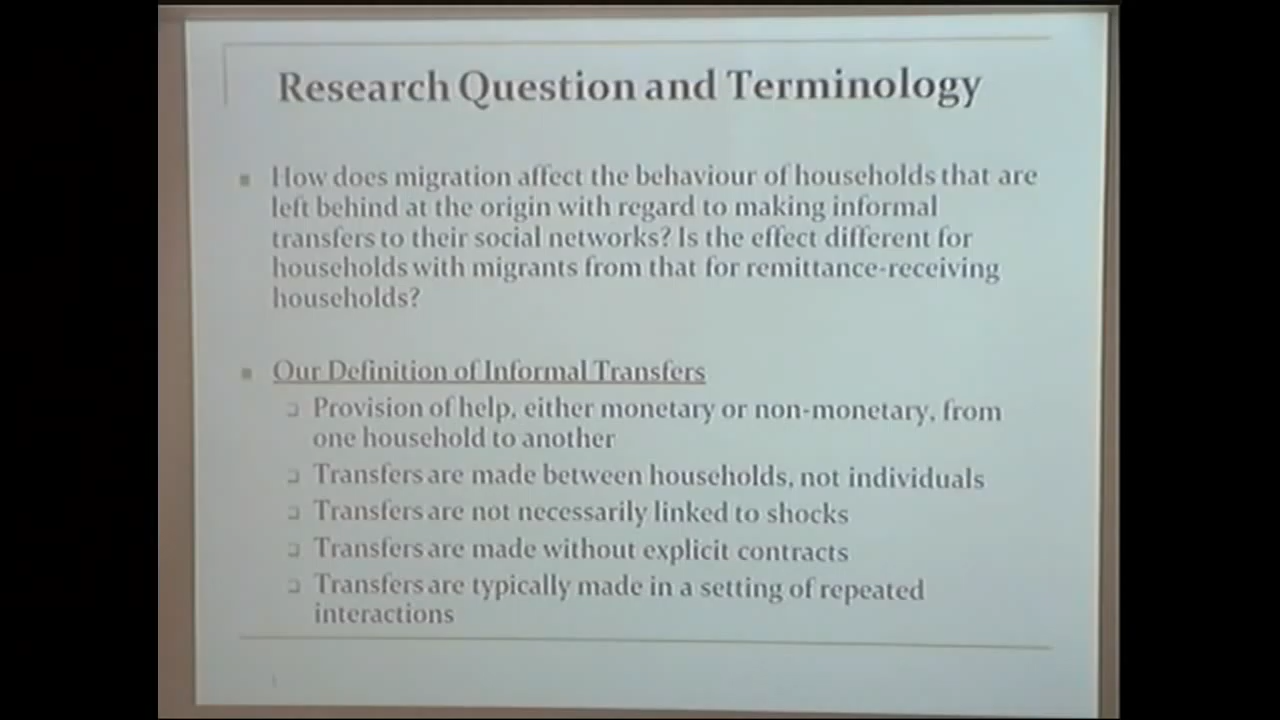 Research Question and Terminology
How does migration affect the behaviour of households that are
left behind at the origin with regard to making informal
transfers to their social networks? Is the effect different for
households with migrants from that for remittance-receiving
households?
Our Definition of Informal Transfers
Provision of help, either monetary or non-monetary, from
one household to another
Transfers are made between households, not individuals
Transfers are not necessarily linked to shocks
Transfers are made without explicit contracts
Transfers are typically made in a setting of repeated
interactions